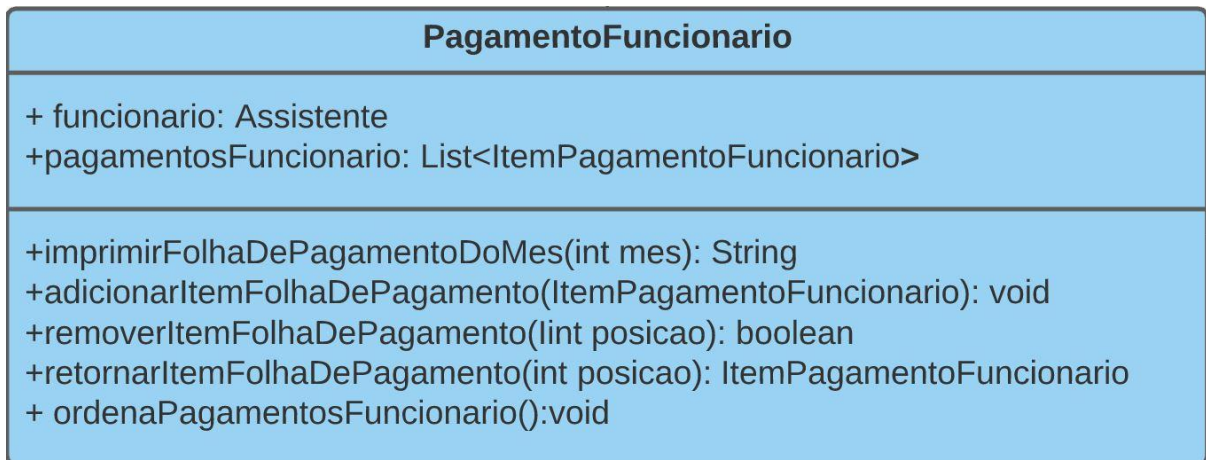 PagamentoFuncionario
+ funcionario: Assistente
+pagamentosFuncionario: List<ItemPagamentoFuncionario>
+imprimirFolhaDePagamentoDoMes(int mes): String
+adicionarItemFolhaDePagamento(ItemPagamentoFuncionario): void
+removerItemFolhaDePagamento(Iint posicao): boolean
+retornarItemFolhaDePagamento(int posicao): ItemPagamentoFuncionario
+ ordenaPagamentosFuncionario():void